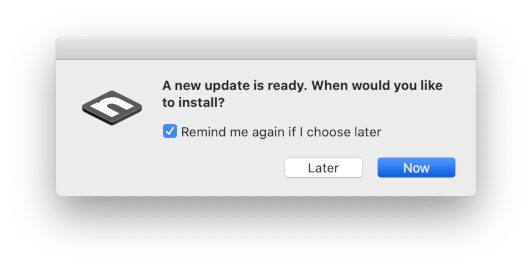 A new update is ready. When would you like
to install?
Remind me again if I choose later
Later
Now